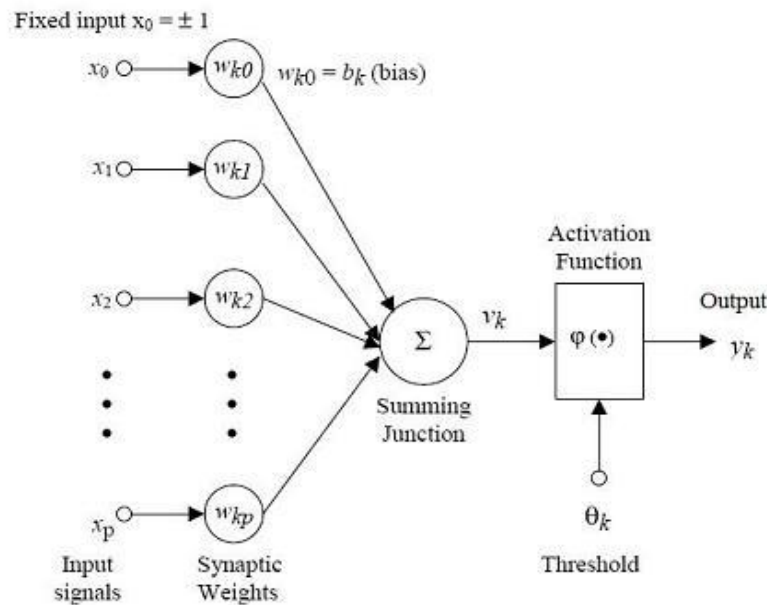 Fixed input x₀ = ± 1
x₀ wₖ₀ wₖ₀ = bₖ (bias)
x₁ wₖ₁
Activation
Function
x₂ wₖ₂
Output
Σ vₖ φ (•) yₖ
Summing
Junction
xₚ wₖₚ
θₖ
Input
signals
Synaptic
Weights
Threshold